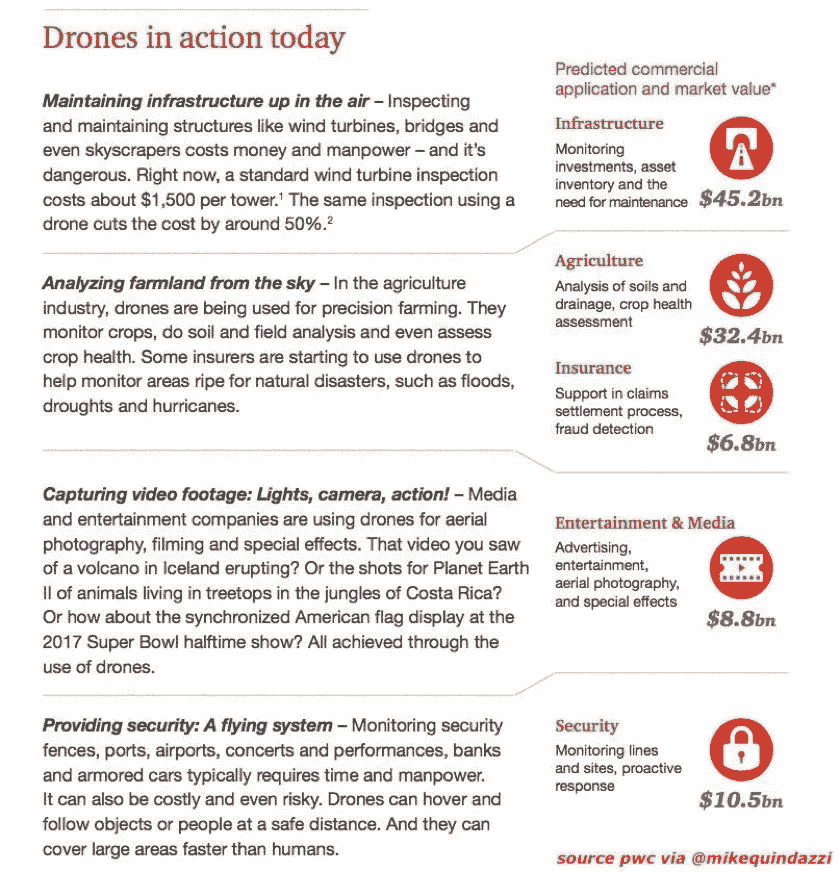 Drones in action today
Maintaining infrastructure up in the air – Inspecting
and maintaining structures like wind turbines, bridges and
even skyscrapers costs money and manpower – and it's
dangerous. Right now, a standard wind turbine inspection
costs about $1,500 per tower.¹ The same inspection using a
drone cuts the cost by around 50%.²
Predicted commercial
application and market value*
Infrastructure
Monitoring
investments, asset
inventory and the
need for maintenance
$45.2bn
Analyzing farmland from the sky – In the agriculture
industry, drones are being used for precision farming. They
monitor crops, do soil and field analysis and even assess
crop health. Some insurers are starting to use drones to
help monitor areas ripe for natural disasters, such as floods,
droughts and hurricanes.
Agriculture
Analysis of soils and
drainage, crop health
assessment
$32.4bn
Insurance
Support in claims
settlement process,
fraud detection
$6.8bn
Capturing video footage: Lights, camera, action! – Media
and entertainment companies are using drones for aerial
photography, filming and special effects. That video you saw
of a volcano in Iceland erupting? Or the shots for Planet Earth
II of animals living in treetops in the jungles of Costa Rica?
Or how about the synchronized American flag display at the
2017 Super Bowl halftime show? All achieved through the
use of drones.
Entertainment & Media
Advertising,
entertainment,
aerial photography,
and special effects
$8.8bn
Providing security: A flying system – Monitoring security
fences, ports, airports, concerts and performances, banks
and armored cars typically requires time and manpower.
It can also be costly and even risky. Drones can hover and
follow objects or people at a safe distance. And they can
cover large areas faster than humans.
Security
Monitoring lines
and sites, proactive
response
$10.5bn
source pwc via @mikequindazzi